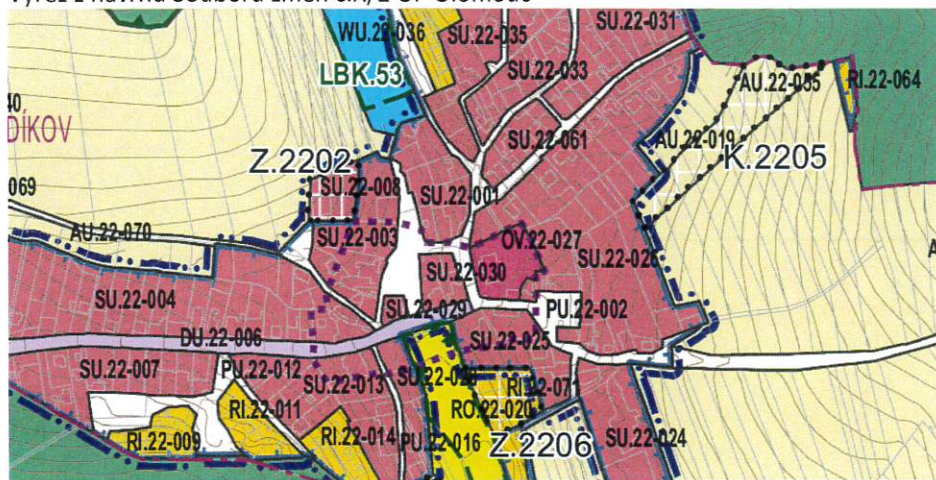 WU.22-036
SU.22-035
SU.22-031
LBK.53
SU.22-033
AU.22-055
RI.22-064
40
DÍKOV
SU.22-061
AU.22-019
K.2205
Z.2202
069
SU.22-008
SU.22-001
AU.22-070
SU.22-003
OV.22-027
SU.22-030
SU.22-004
SU.22-029
PU.22-002
DU.22-006
SU.22-025
SU.22-007
PU.22-012
SU.22-013
RI.22-071
RI.22-011
RO.22-020
RI.22-009
RI.22-014
PU.22-016
Z.2206
SU.22-024